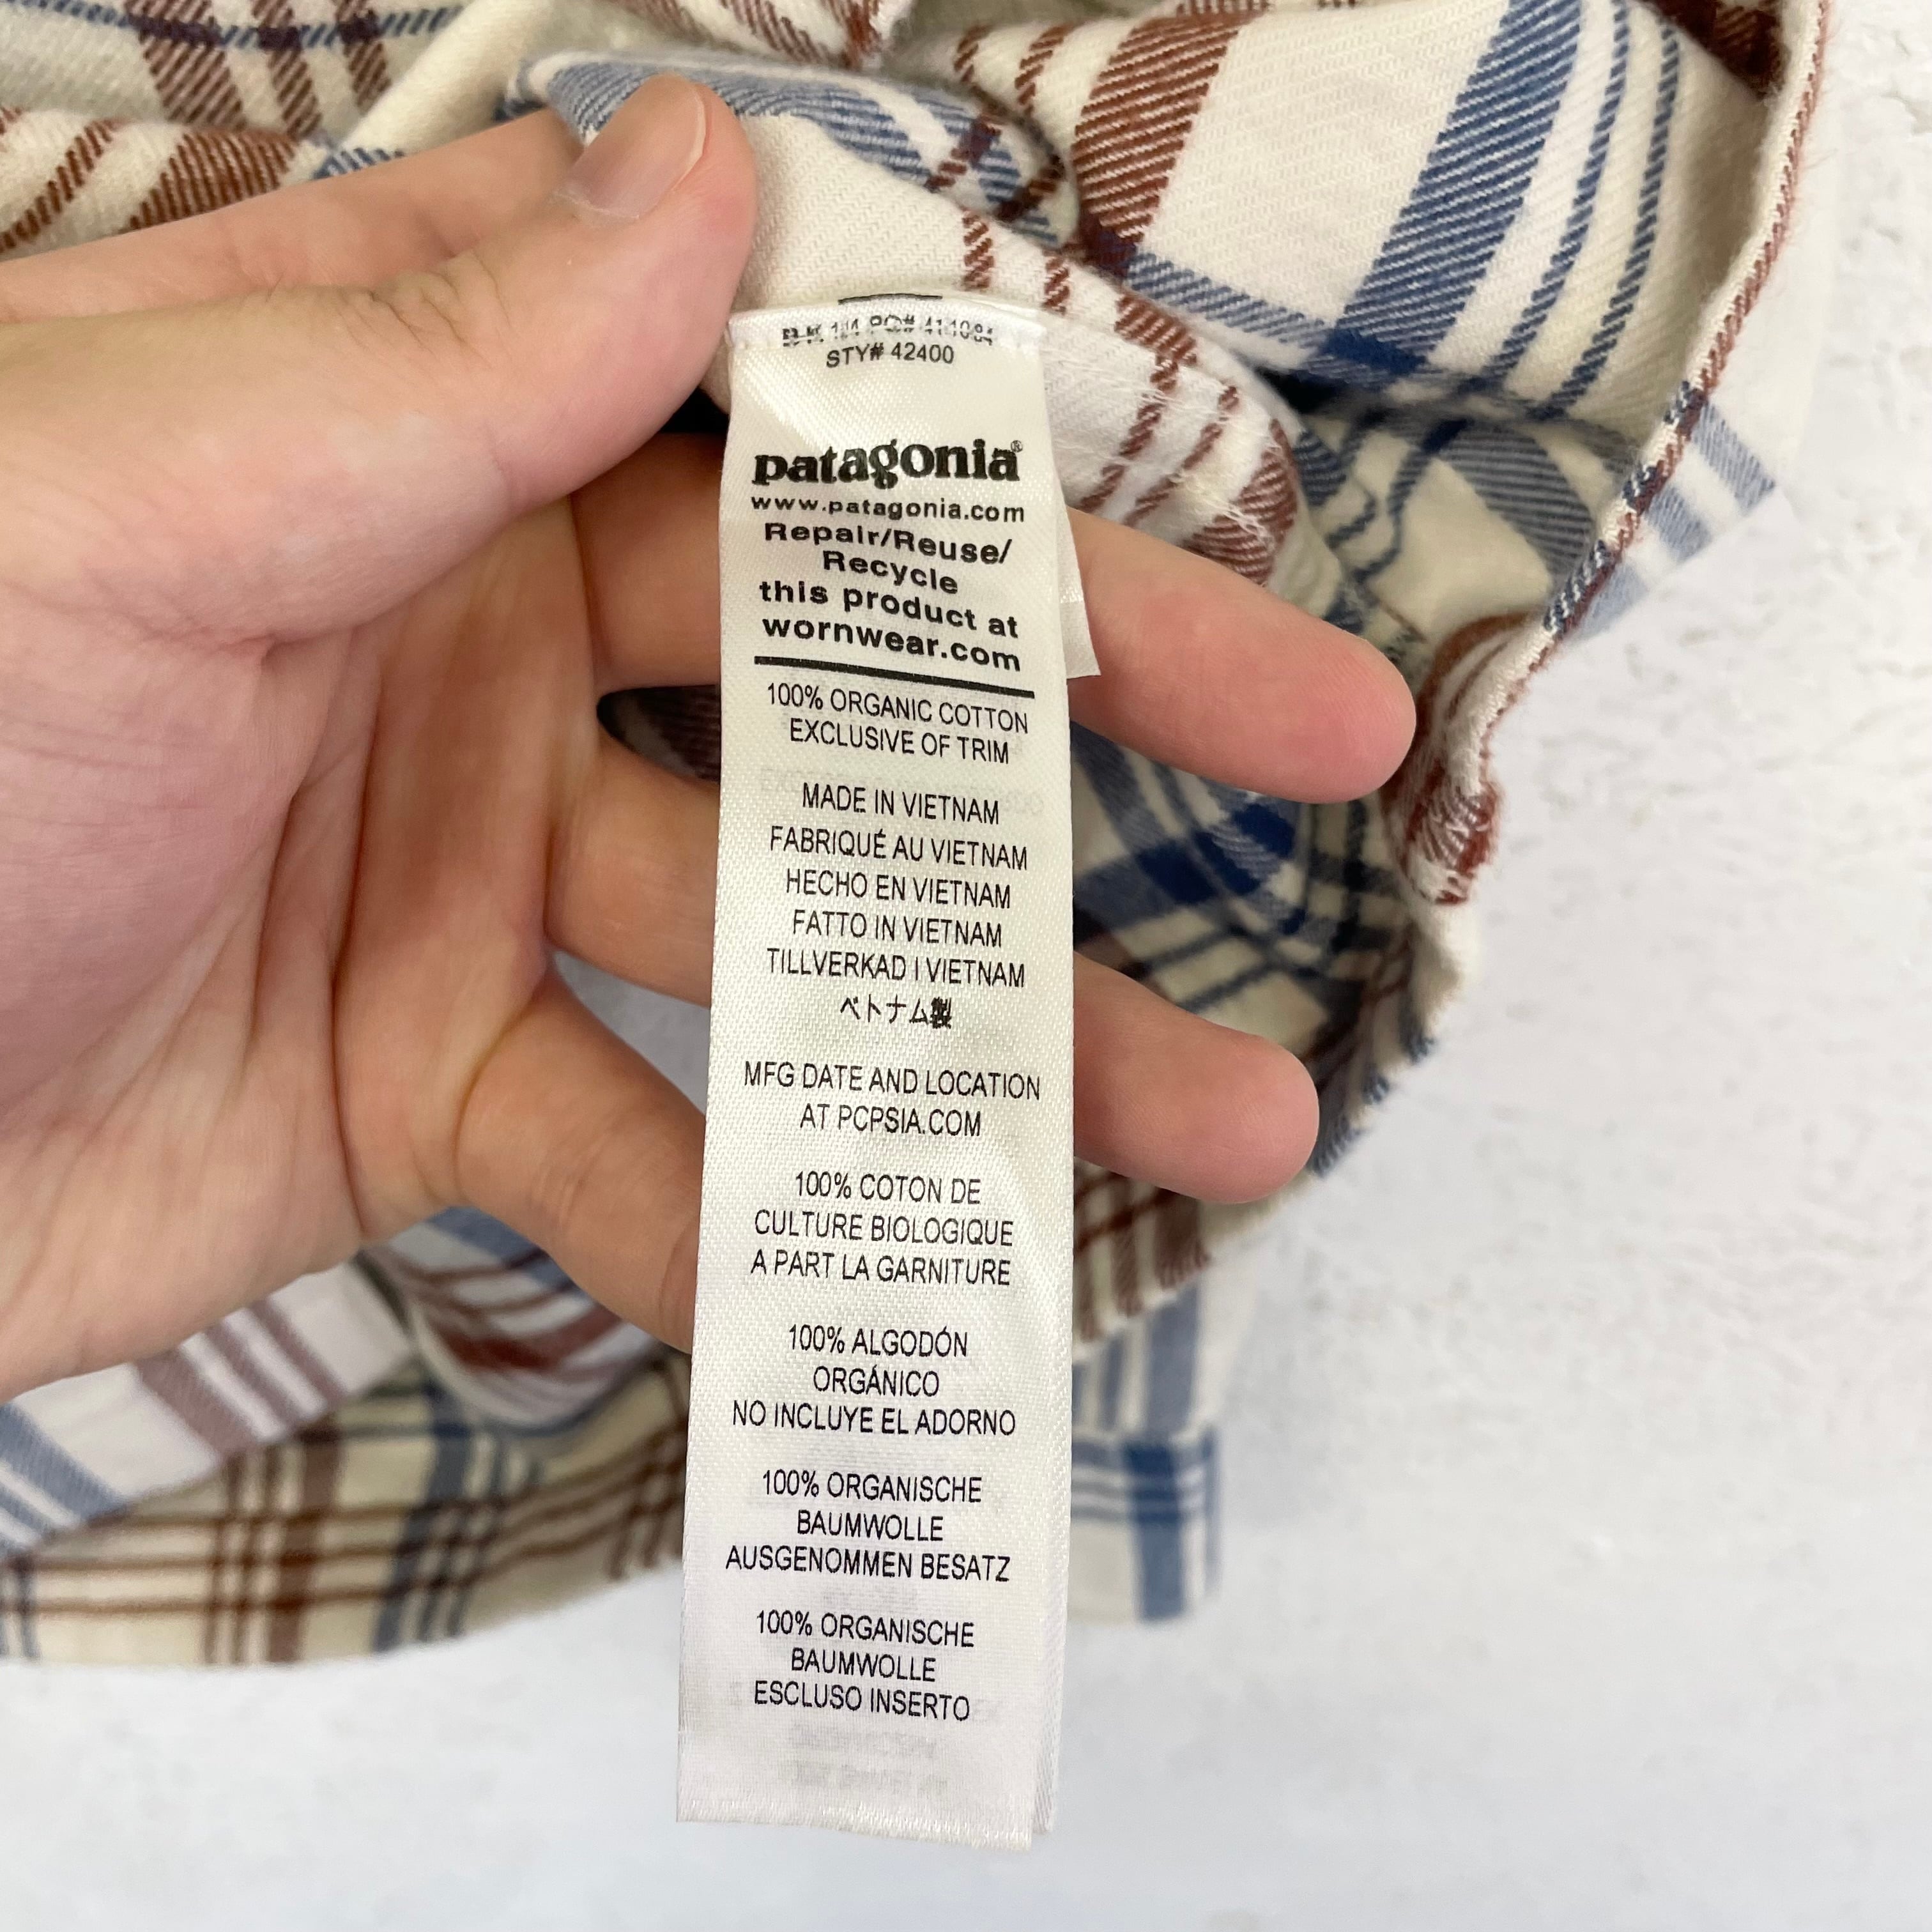 STY# 42400
patagonia®
www.patagonia.com
Repair/Reuse/
Recycle
this product at
wornwear.com
100% ORGANIC COTTON
EXCLUSIVE OF TRIM
MADE IN VIETNAM
FABRIQUÉ AU VIETNAM
HECHO EN VIETNAM
FATTO IN VIETNAM
TILLVERKAD I VIETNAM
ベトナム製
MFG DATE AND LOCATION
AT PCPSIA.COM
100% COTON DE
CULTURE BIOLOGIQUE
A PART LA GARNITURE
100% ALGODÓN
ORGÁNICO
NO INCLUYE EL ADORNO
100% ORGANISCHE
BAUMWOLLE
AUSGENOMMEN BESATZ
100% ORGANISCHE
BAUMWOLLE
ESCLUSO INSERTO